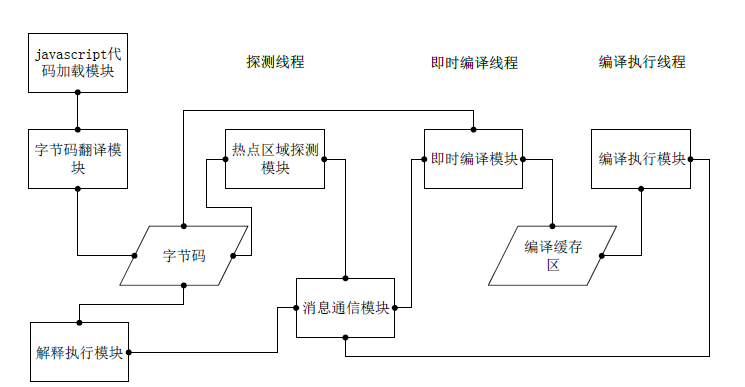 javascript代
码加载模块
探测线程
即时编译线程
编译执行线程
字节码翻译模
块
热点区域探测
模块
即时编译模块
编译执行模块
字节码
编译缓存
区
消息通信模块
解释执行模块